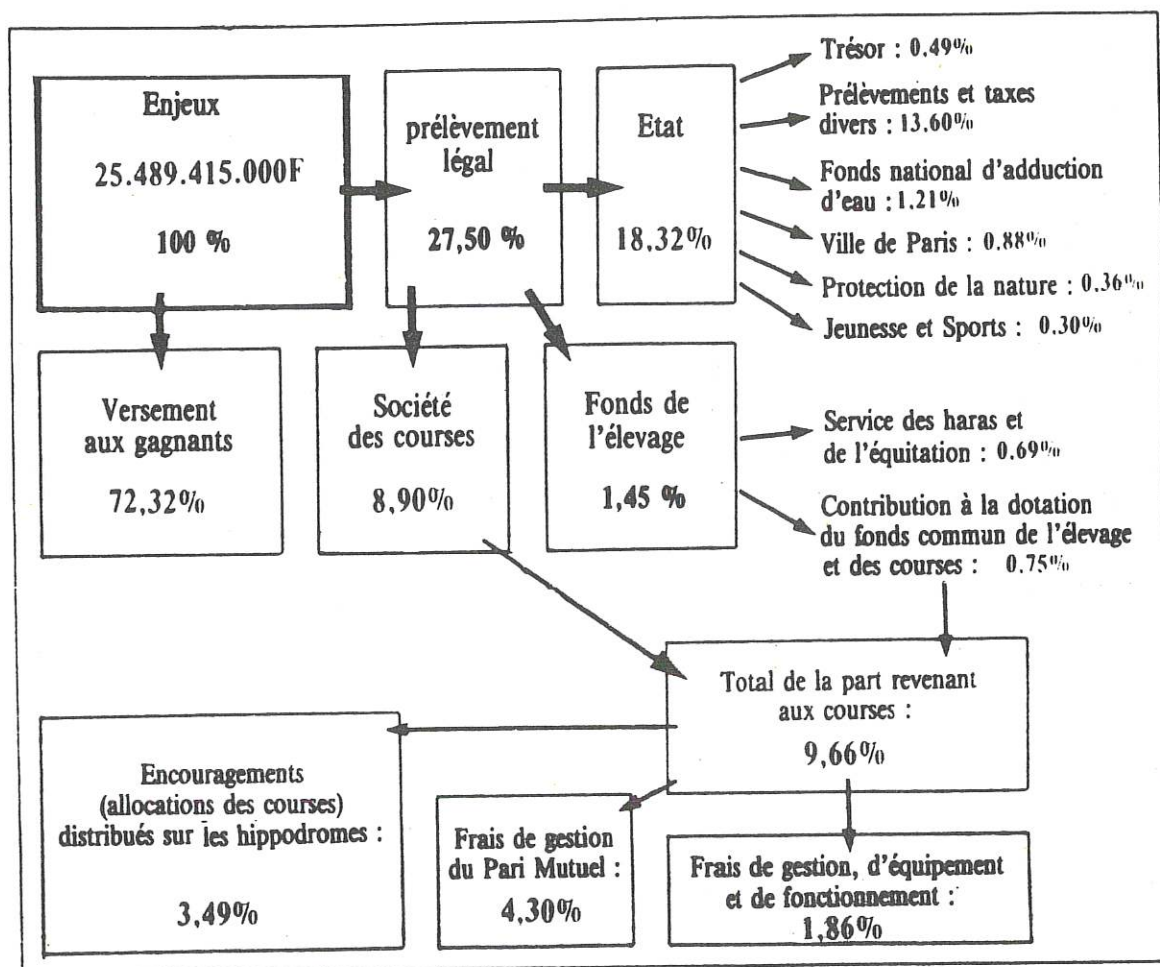 Enjeux
25.489.415.000F
100 %
prélèvement
légal
27,50 %
Etat
18,32%
Trésor : 0.49%
Prélèvements et taxes
divers : 13.60%
Fonds national d'adduction
d'eau : 1.21%
Ville de Paris : 0.88%
Protection de la nature : 0.36%
Jeunesse et Sports : 0.30%
Versement
aux gagnants
72,32%
Société
des courses
8,90%
Fonds de
l'élevage
1,45 %
Service des haras et
de l'équitation : 0.69%
Contribution à la dotation
du fonds commun de l'élevage
et des courses : 0.75%
Total de la part revenant
aux courses :
9,66%
Encouragements
(allocations des courses)
distribués sur les hippodromes :
3,49%
Frais de gestion
du Pari Mutuel :
4,30%
Frais de gestion, d'équipement
et de fonctionnement :
1,86%